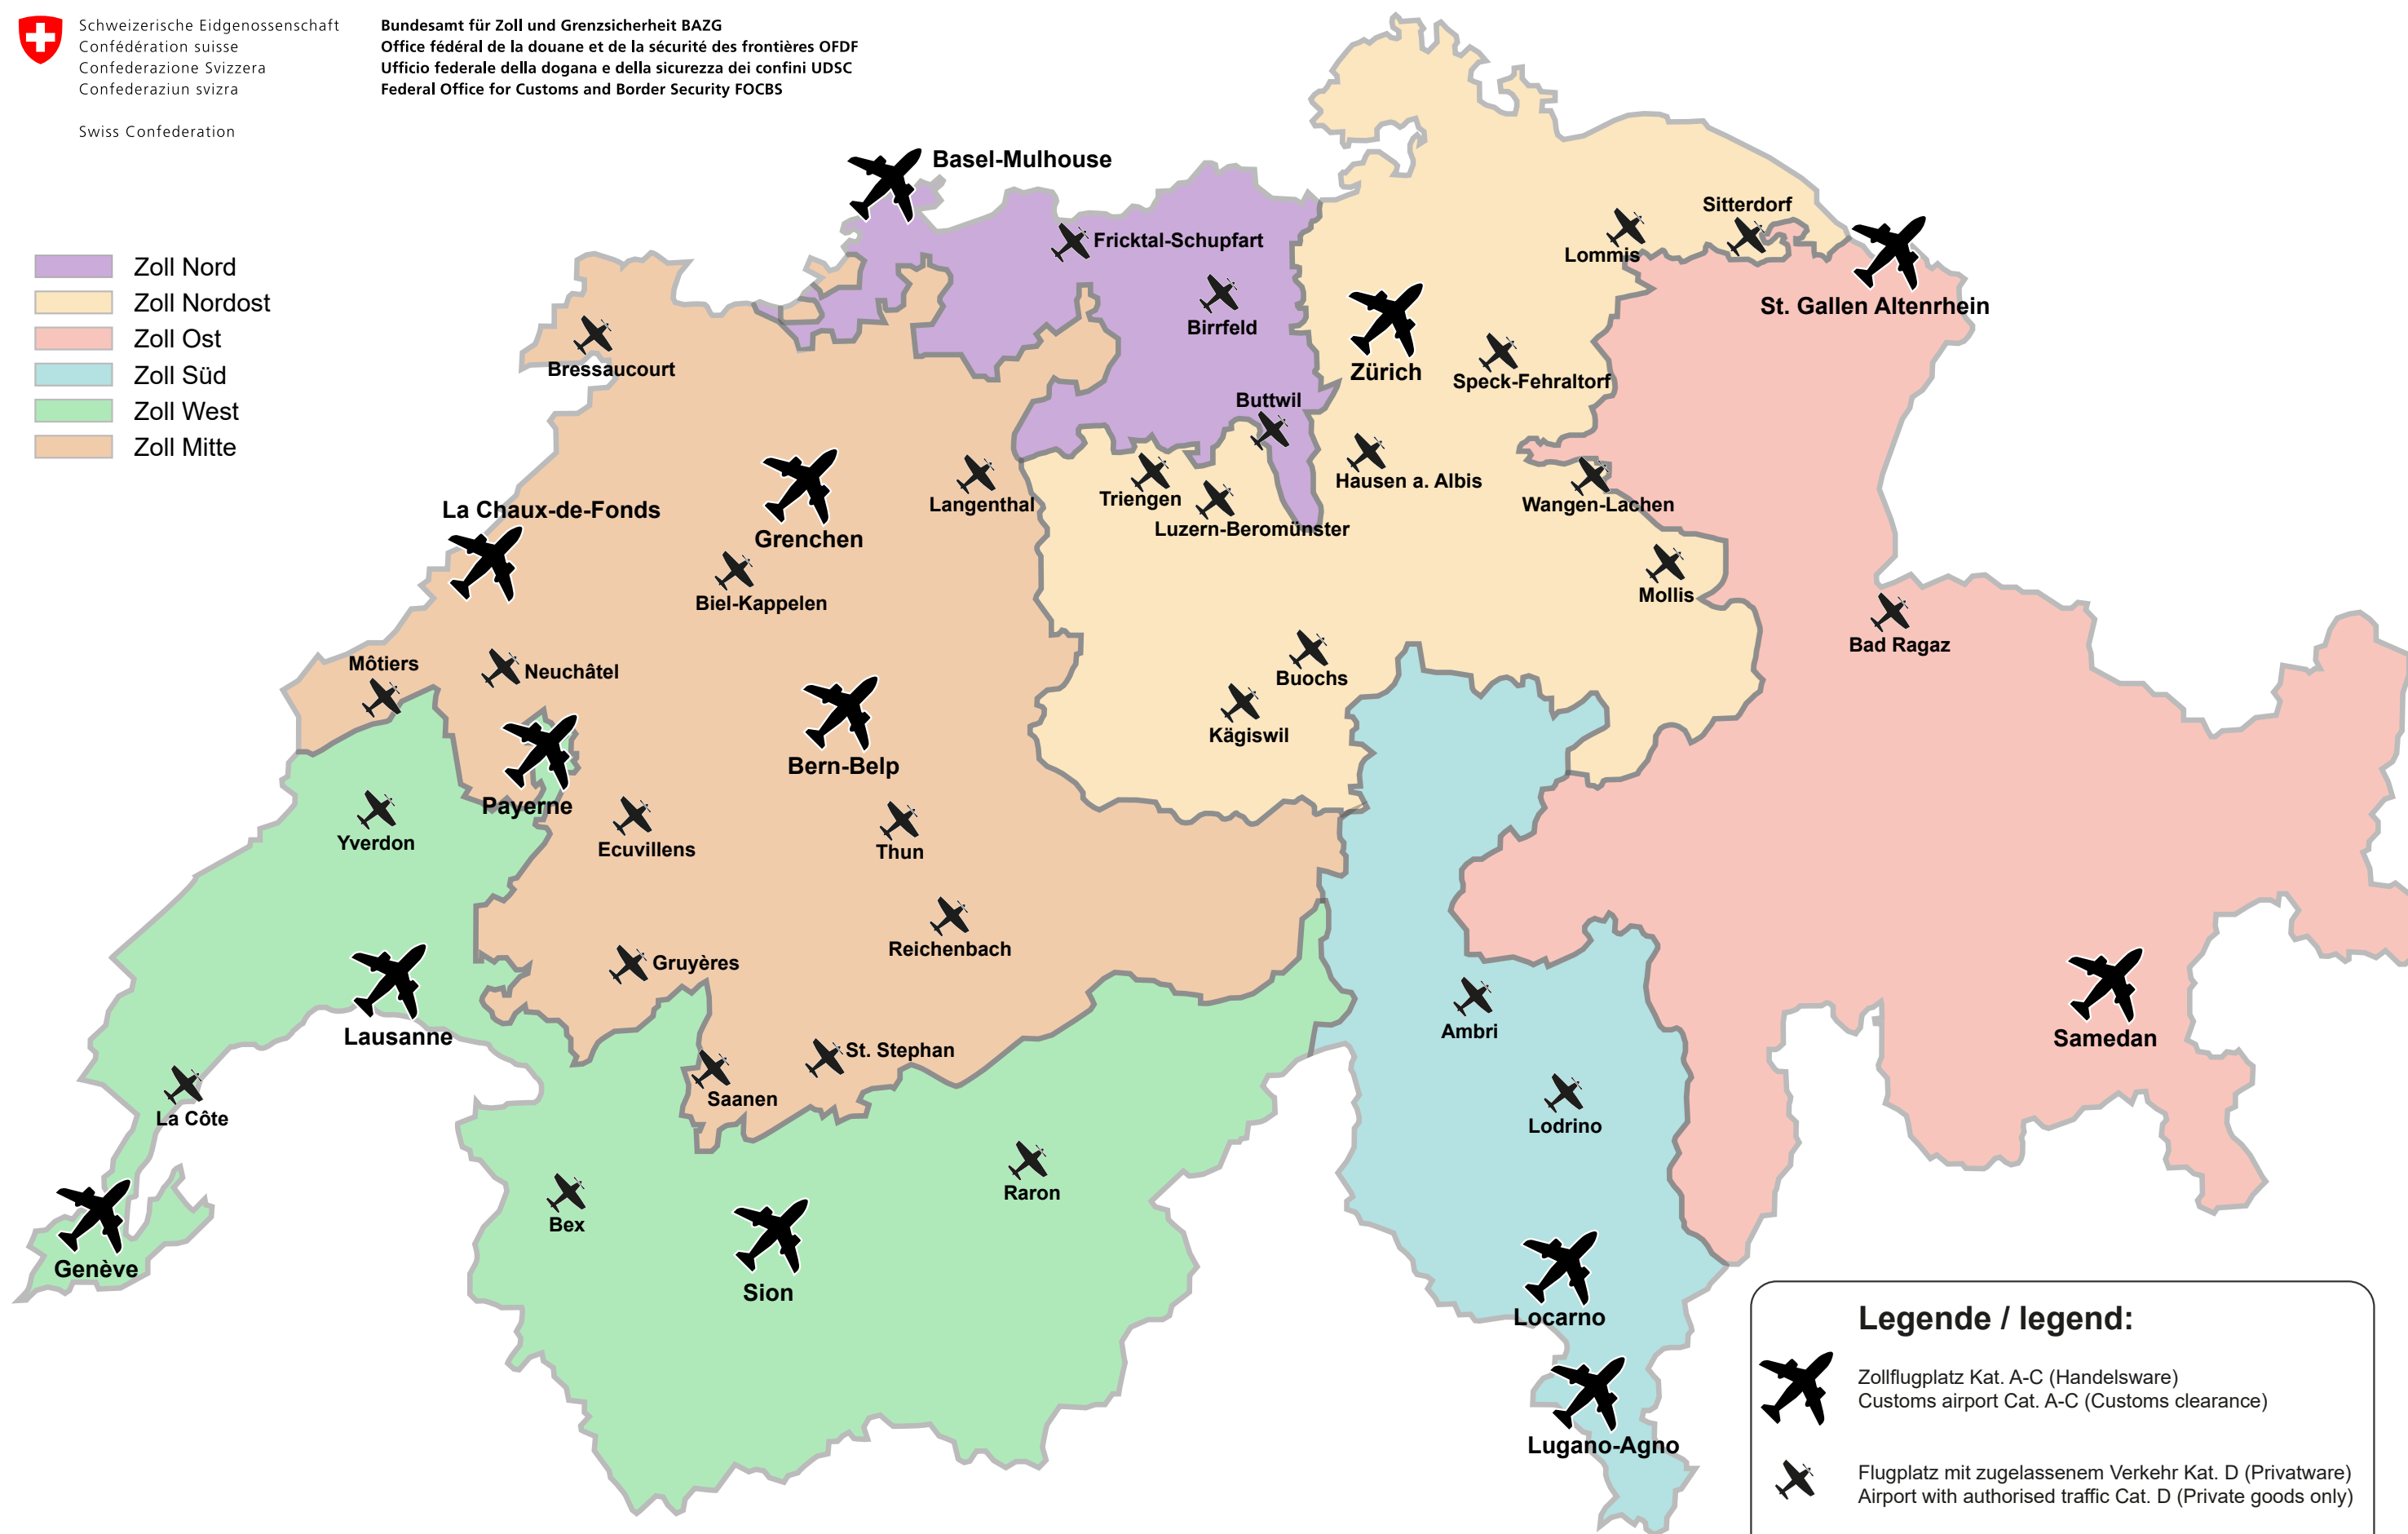 Schweizerische Eidgenossenschaft
Confédération suisse
Confederazione Svizzera
Confederaziun svizra
Swiss Confederation
Bundesamt für Zoll und Grenzsicherheit BAZG
Office fédéral de la douane et de la sécurité des frontières OFDF
Ufficio federale della dogana e della sicurezza dei confini UDSC
Federal Office for Customs and Border Security FOCBS
Zoll Nord
Zoll Nordost
Zoll Ost
Zoll Süd
Zoll West
Zoll Mitte
Basel-Mulhouse
Sitterdorf
Fricktal-Schupfart
Lommis
St. Gallen Altenrhein
Birrfeld
Bressaucourt
Zürich
Speck-Fehraltorf
Buttwil
Hausen a. Albis
Triengen
Langenthal
Wangen-Lachen
La Chaux-de-Fonds
Luzern-Beromünster
Grenchen
Mollis
Biel-Kappelen
Bad Ragaz
Môtiers
Neuchâtel
Buochs
Kägiswil
Bern-Belp
Payerne
Yverdon
Ecuvillens
Thun
Reichenbach
Gruyères
Ambri
Lausanne
Samedan
St. Stephan
Saanen
La Côte
Lodrino
Raron
Bex
Genève
Sion
Locarno
Lugano-Agno
Legende / legend:
Zollflugplatz Kat. A-C (Handelsware)
Customs airport Cat. A-C (Customs clearance)
Flugplatz mit zugelassenem Verkehr Kat. D (Privatware)
Airport with authorised traffic Cat. D (Private goods only)